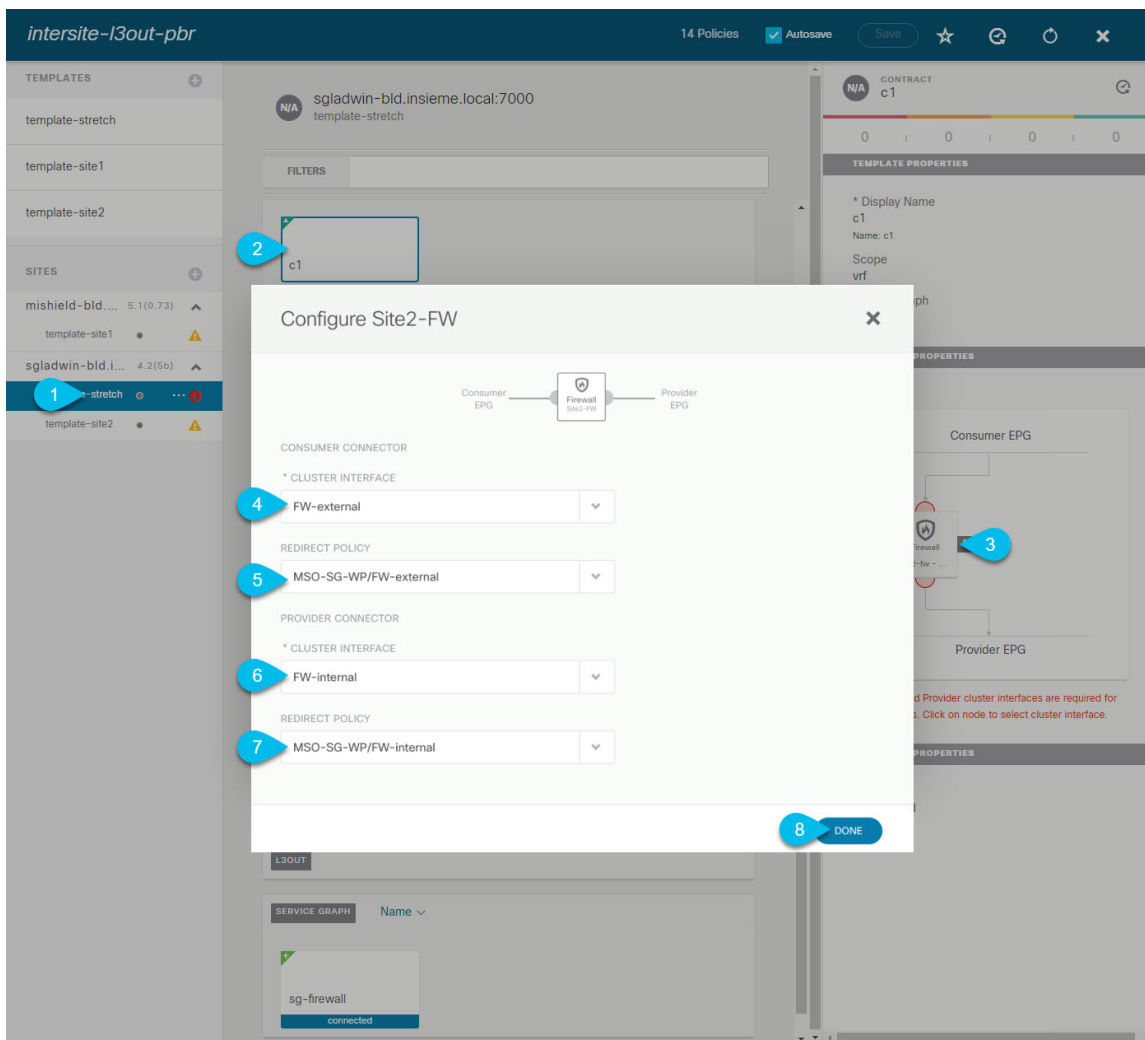 intersite-l3out-pbr
14 Policies
Autosave
Save
TEMPLATES
template-stretch
template-site1
template-site2
SITES
mishield-bld.... 5.1(0.73)
template-site1
sgladwin-bld.i... 4.2(5b)
1
e-stretch
...
template-site2
N/A
sgladwin-bld.insieme.local:7000
template-stretch
FILTERS
2
c1
Configure Site2-FW
Consumer EPG
Firewall
Site2-FW
Provider EPG
CONSUMER CONNECTOR
* CLUSTER INTERFACE
4
FW-external
REDIRECT POLICY
5
MSO-SG-WP/FW-external
PROVIDER CONNECTOR
* CLUSTER INTERFACE
6
FW-internal
REDIRECT POLICY
7
MSO-SG-WP/FW-internal
8
DONE
L3OUT
SERVICE GRAPH
Name
sg-firewall
connected
N/A
CONTRACT
c1
0 0 0 0
TEMPLATE PROPERTIES
* Display Name
c1
Name: c1
Scope
vrf
ph
PROPERTIES
Consumer EPG
irewall
3
-fw - ...
Provider EPG
d Provider cluster interfaces are required for
s. Click on node to select cluster interface.
PROPERTIES